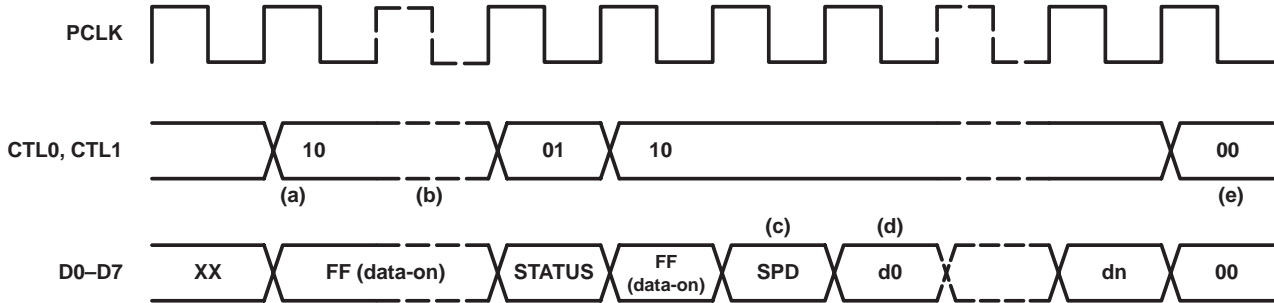 PCLK
CTL0, CTL1
10
01
10
00
(a)
(b)
(e)
(c)
(d)
D0–D7
XX
FF (data-on)
STATUS
FF
(data-on)
SPD
d0
dn
00